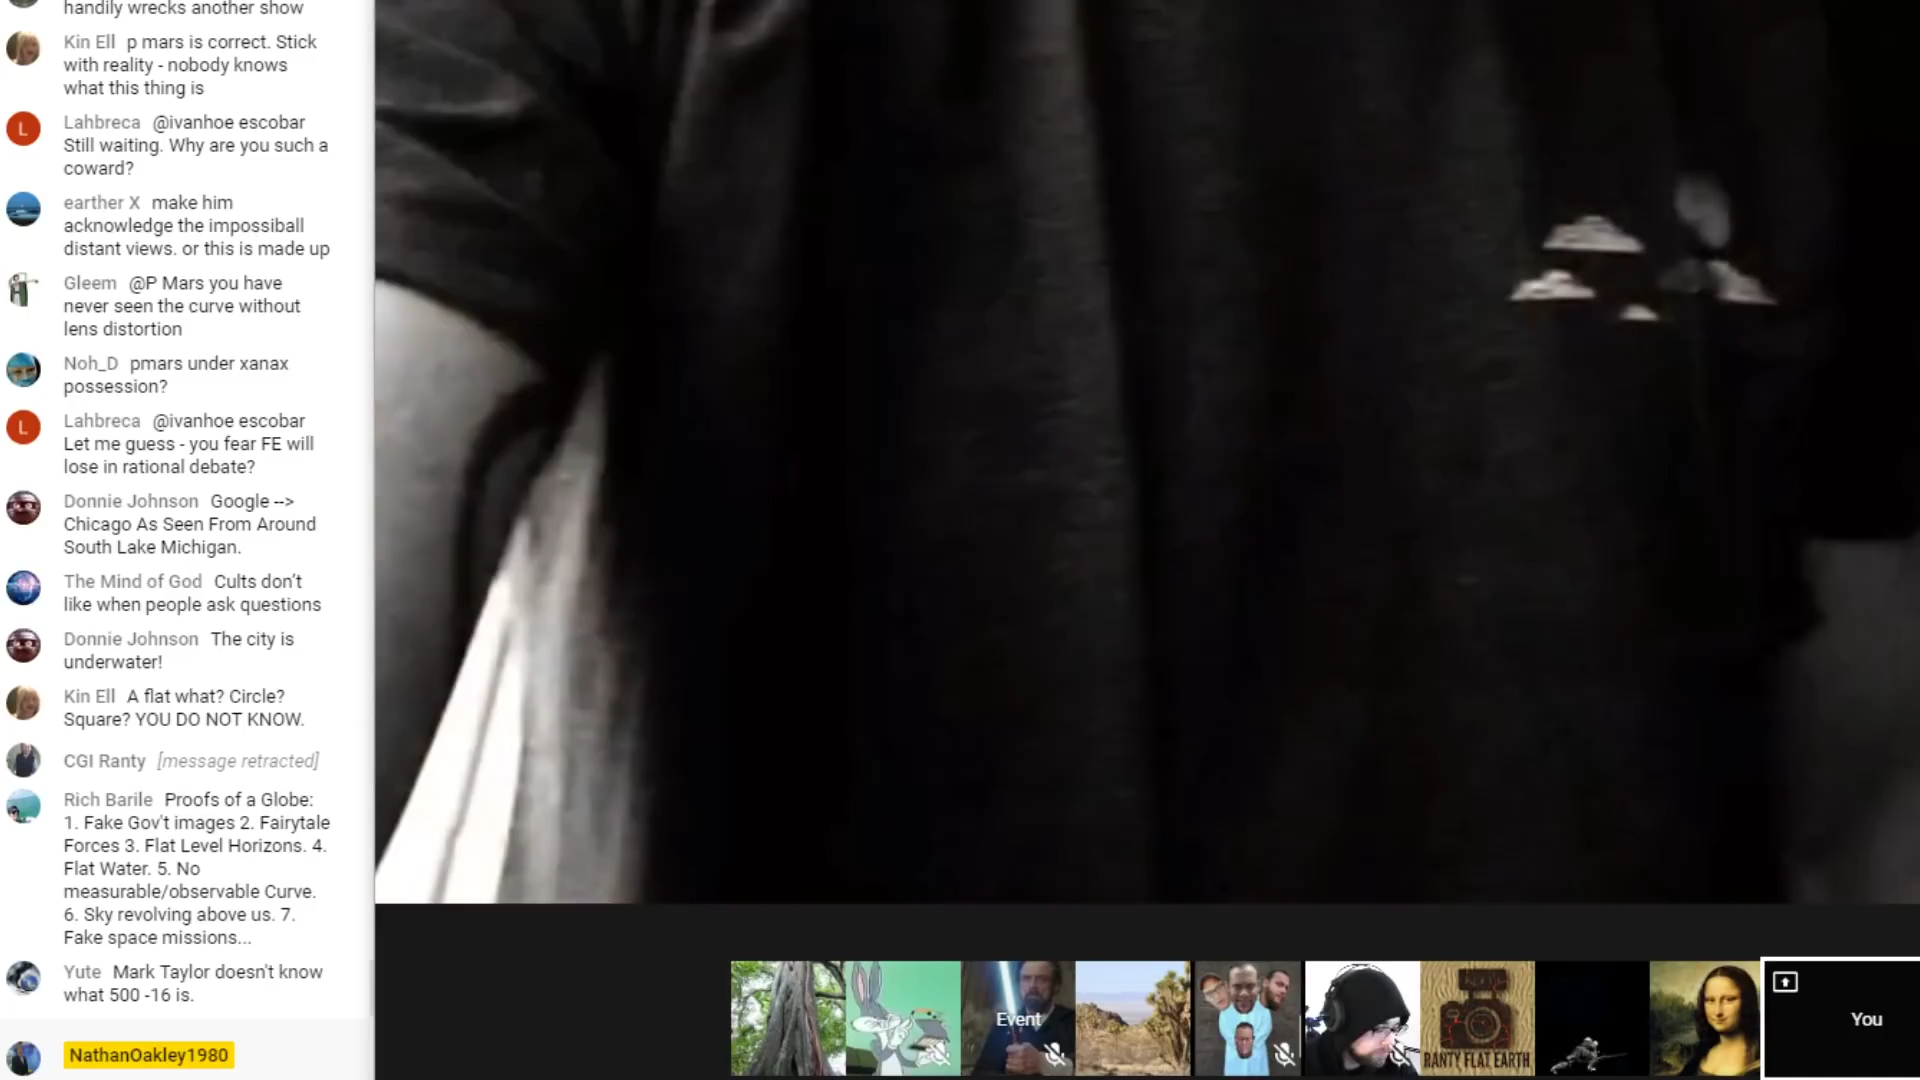 handily wrecks another show
Kin Ell p mars is correct. Stick
with reality - nobody knows
what this thing is
L
Lahbreca @ivanhoe escobar
Still waiting. Why are you such a
coward?
earther X make him
acknowledge the impossiball
distant views. or this is made up
Gleem @P Mars you have
never seen the curve without
lens distortion
Noh_D pmars under xanax
possession?
L
Lahbreca @ivanhoe escobar
Let me guess - you fear FE will
lose in rational debate?
Donnie Johnson Google -->
Chicago As Seen From Around
South Lake Michigan.
The Mind of God Cults don't
like when people ask questions
Donnie Johnson The city is
underwater!
Kin Ell A flat what? Circle?
Square? YOU DO NOT KNOW.
CGI Ranty [message retracted]
Rich Barile Proofs of a Globe:
1. Fake Gov't images 2. Fairytale
Forces 3. Flat Level Horizons. 4.
Flat Water. 5. No
measurable/observable Curve.
6. Sky revolving above us. 7.
Fake space missions...
Yute Mark Taylor doesn't know
what 500 -16 is.
NathanOakley1980
Event
RANTY FLAT EARTH
You